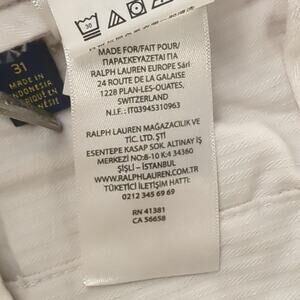 30
31
MADE IN
INDONESIA
MADE FOR/FAIT POUR/
ΠΑΡΑΣΚΕΥΑΖΕΤΑΙ ΓΙΑ
RALPH LAUREN EUROPE Sàrl
24 ROUTE DE LA GALAISE
1228 PLAN-LES-OUATES,
SWITZERLAND
N.I.F. : IT03945310963
RALPH LAUREN MAĞAZACILIK VE
TİC. LTD. ŞTİ
ESENTEPE KASAP SOK. ALTINAY İŞ
MERKEZİ NO:8-10 K:4 34360
ŞİŞLİ - İSTANBUL
WWW.RALPHLAUREN.COM
TÜKETİCİ İLETİŞİM HATTI:
0212 345 69 69
RN 41381
CA 56658